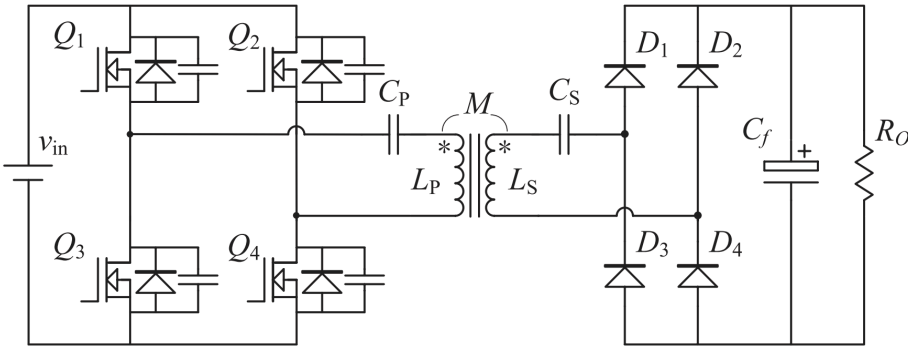 Q1
Q2
D1
D2
CP
M
CS
vin
*
*
Cf
+
RO
LP
LS
Q3
Q4
D3
D4